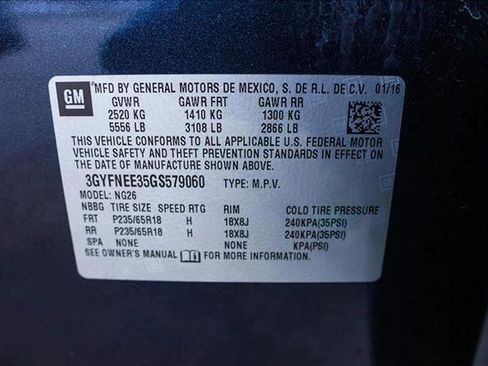 GM
MFD BY GENERAL MOTORS DE MEXICO, S. DE R.L. DE C.V. 01/16
GVWR GAWR FRT GAWR RR
2520 KG 1410 KG 1300 KG
5556 LB 3108 LB 2866 LB
THIS VEHICLE CONFORMS TO ALL APPLICABLE U.S. FEDERAL MOTOR
VEHICLE SAFETY AND THEFT PREVENTION STANDARDS IN EFFECT ON
THE DATE OF MANUFACTURE SHOWN ABOVE.
3GYFNEE35GS579060 TYPE: M.P.V.
MODEL: NG26
NBBG TIRE SIZE SPEED RTG RIM COLD TIRE PRESSURE
FRT P235/65R18 H 18X8J 240KPA(35PSI)
RR P235/65R18 H 18X8J 240KPA(35PSI)
SPA NONE NONE KPA(PSI)
SEE OWNER'S MANUAL FOR MORE INFORMATION.